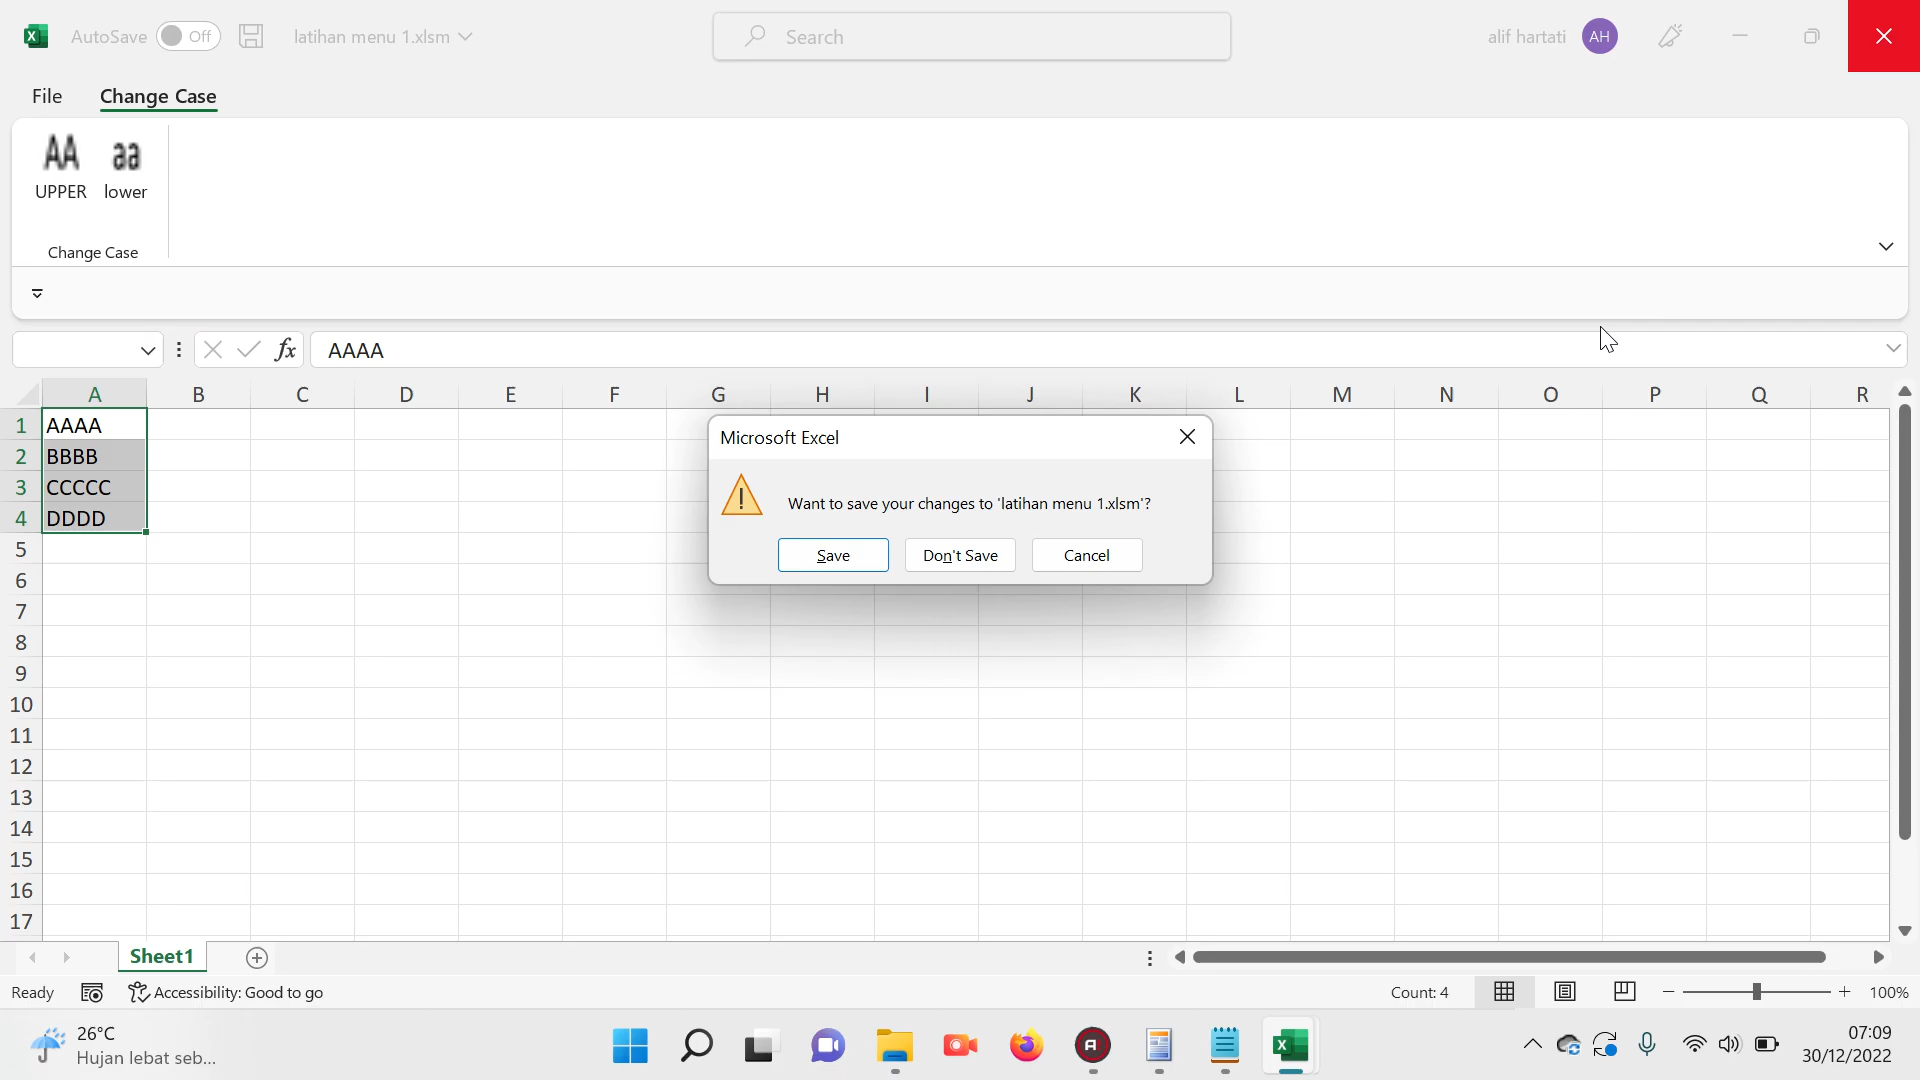 AutoSave Off latihan menu 1.xlsm Search alif hartati AH
File Change Case
AA aa
UPPER lower
Change Case
fx AAAA
A B C D E F G H I J K L M N O P Q R
1 AAAA
2 BBBB
3 CCCCC
4 DDDD
5
6
7
8
9
10
11
12
13
14
15
16
17
Microsoft Excel
Want to save your changes to 'latihan menu 1.xlsm'?
Save Don't Save Cancel
Sheet1
Ready Accessibility: Good to go Count: 4 100%
26°C
Hujan lebat seb...
07:09
30/12/2022